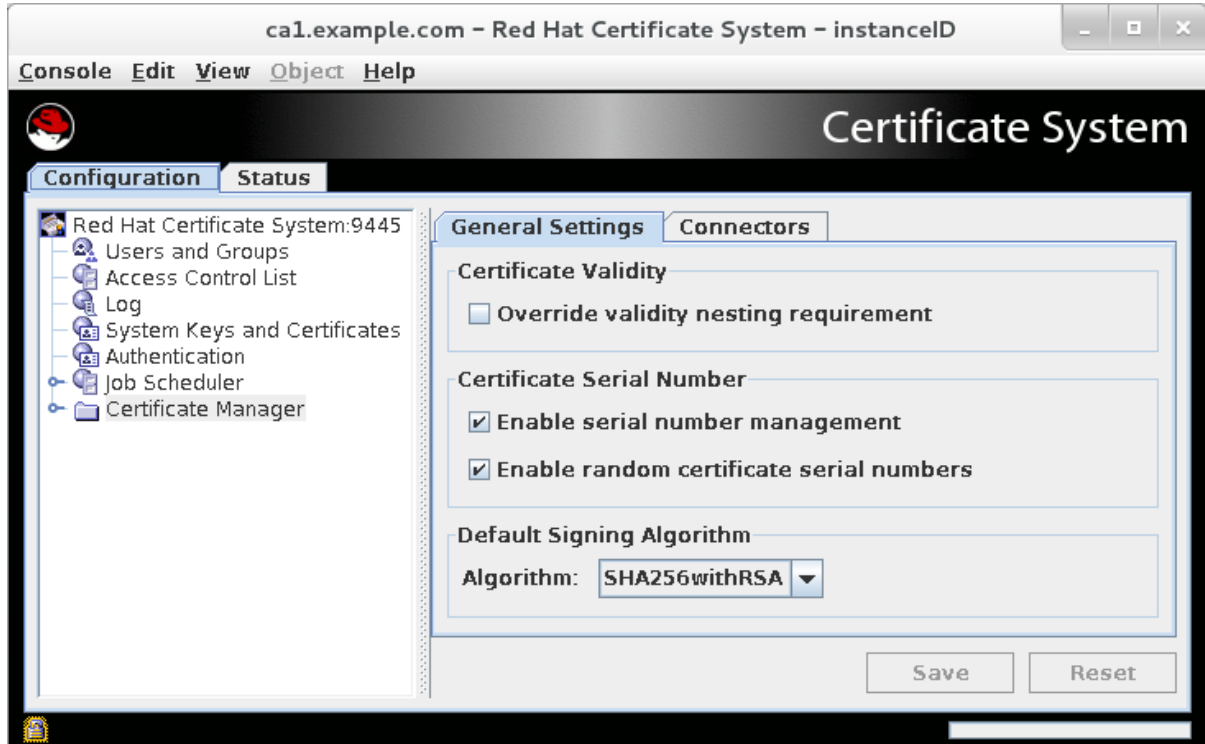 ca1.example.com – Red Hat Certificate System – instanceID
Console Edit View Object Help
Certificate System
Configuration Status
Red Hat Certificate System:9445
Users and Groups
Access Control List
Log
System Keys and Certificates
Authentication
Job Scheduler
Certificate Manager
General Settings Connectors
Certificate Validity
Override validity nesting requirement
Certificate Serial Number
Enable serial number management
Enable random certificate serial numbers
Default Signing Algorithm
Algorithm: SHA256withRSA
Save Reset